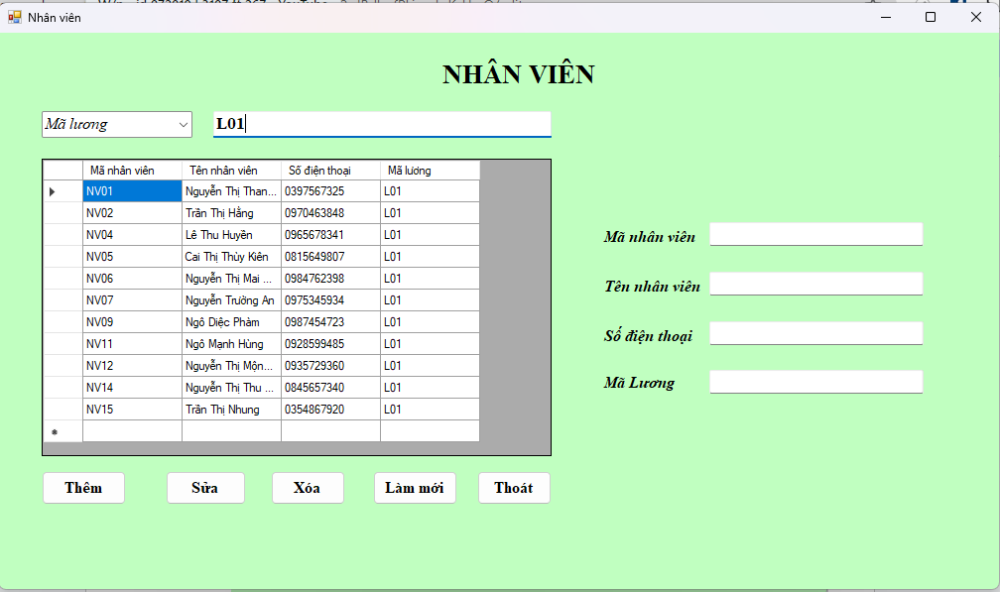 Nhân viên
NHÂN VIÊN
Mã lương L01
Mã nhân viên Tên nhân viên Số điện thoại Mã lương
NV01 Nguyễn Thị Than... 0397567325 L01
NV02 Trần Thị Hằng 0970463848 L01
NV04 Lê Thu Huyền 0965678341 L01
NV05 Cai Thị Thùy Kiên 0815649807 L01
NV06 Nguyễn Thị Mai ... 0984762398 L01
NV07 Nguyễn Trường An 0975345934 L01
NV09 Ngô Diệc Phàm 0987454723 L01
NV11 Ngô Mạnh Hùng 0928599485 L01
NV12 Nguyễn Thị Mộn... 0935729360 L01
NV14 Nguyễn Thị Thu ... 0845657340 L01
NV15 Trần Thị Nhung 0354867920 L01
Mã nhân viên
Tên nhân viên
Số điện thoại
Mã Lương
Thêm Sửa Xóa Làm mới Thoát